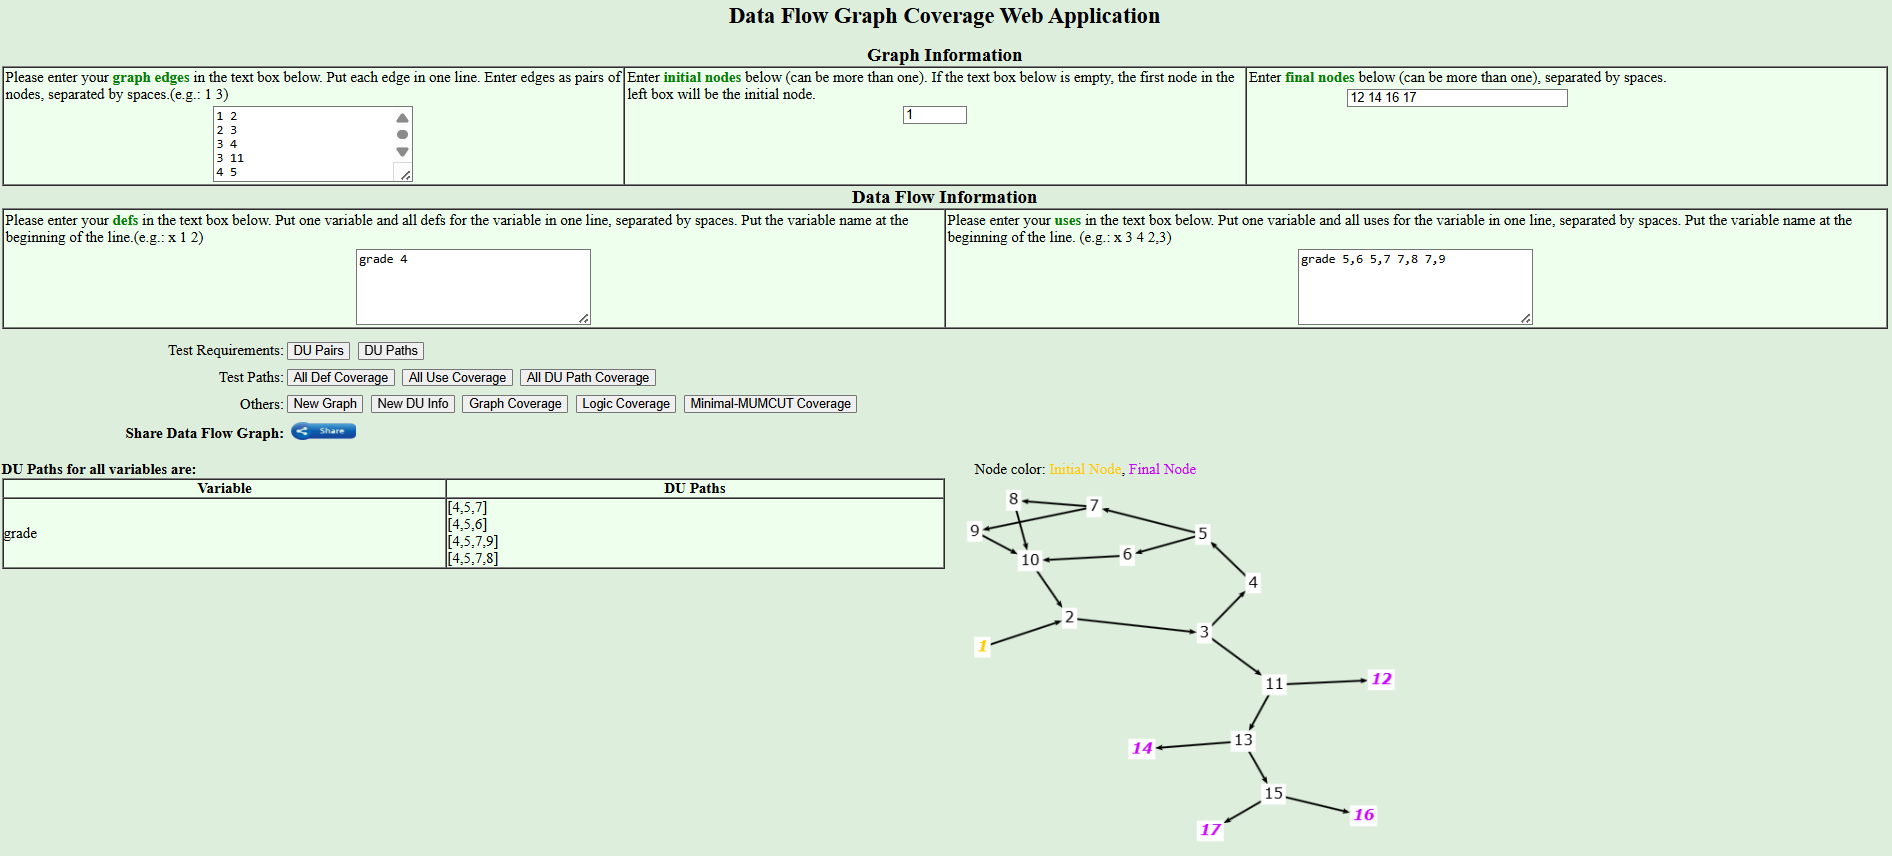 Data Flow Graph Coverage Web Application
Graph Information
Please enter your graph edges in the text box below. Put each edge in one line. Enter edges as pairs of
nodes, separated by spaces.(e.g.: 1 3)
1 2
2 3
3 4
3 11
4 5
Enter initial nodes below (can be more than one). If the text box below is empty, the first node in the
left box will be the initial node.
1
Enter final nodes below (can be more than one), separated by spaces.
12 14 16 17
Data Flow Information
Please enter your defs in the text box below. Put one variable and all defs for the variable in one line, separated by spaces. Put the variable name at the
beginning of the line.(e.g.: x 1 2)
grade 4
Please enter your uses in the text box below. Put one variable and all uses for the variable in one line, separated by spaces. Put the variable name at the
beginning of the line. (e.g.: x 3 4 2,3)
grade 5,6 5,7 7,8 7,9
Test Requirements: DU Pairs DU Paths
Test Paths: All Def Coverage All Use Coverage All DU Path Coverage
Others: New Graph New DU Info Graph Coverage Logic Coverage Minimal-MUMCUT Coverage
Share Data Flow Graph: Share
DU Paths for all variables are:
Variable DU Paths
grade
[4,5,7]
[4,5,6]
[4,5,7,9]
[4,5,7,8]
Node color: Initial Node, Final Node
8
7
9
5
10
6
4
2
3
1
11
12
13
14
15
16
17